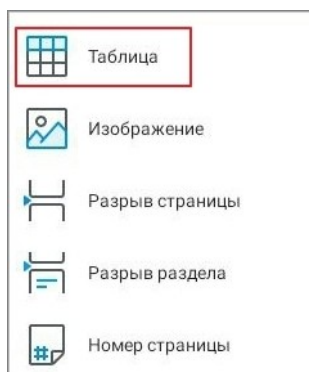 Таблица
Изображение
Разрыв страницы
Разрыв раздела
Номер страницы